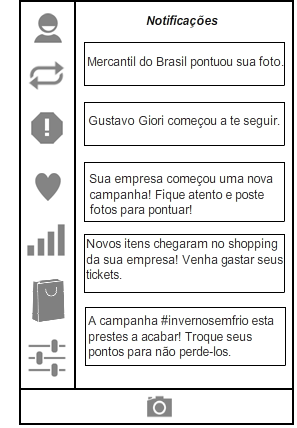 Notificações
Mercantil do Brasil pontuou sua foto.
Gustavo Giori começou a te seguir.
Sua empresa começou uma nova
campanha! Fique atento e poste
fotos para pontuar!
Novos itens chegaram no shopping
da sua empresa! Venha gastar seus
tickets.
A campanha #invernosemfrio esta
prestes a acabar! Troque seus
pontos para não perde-los.